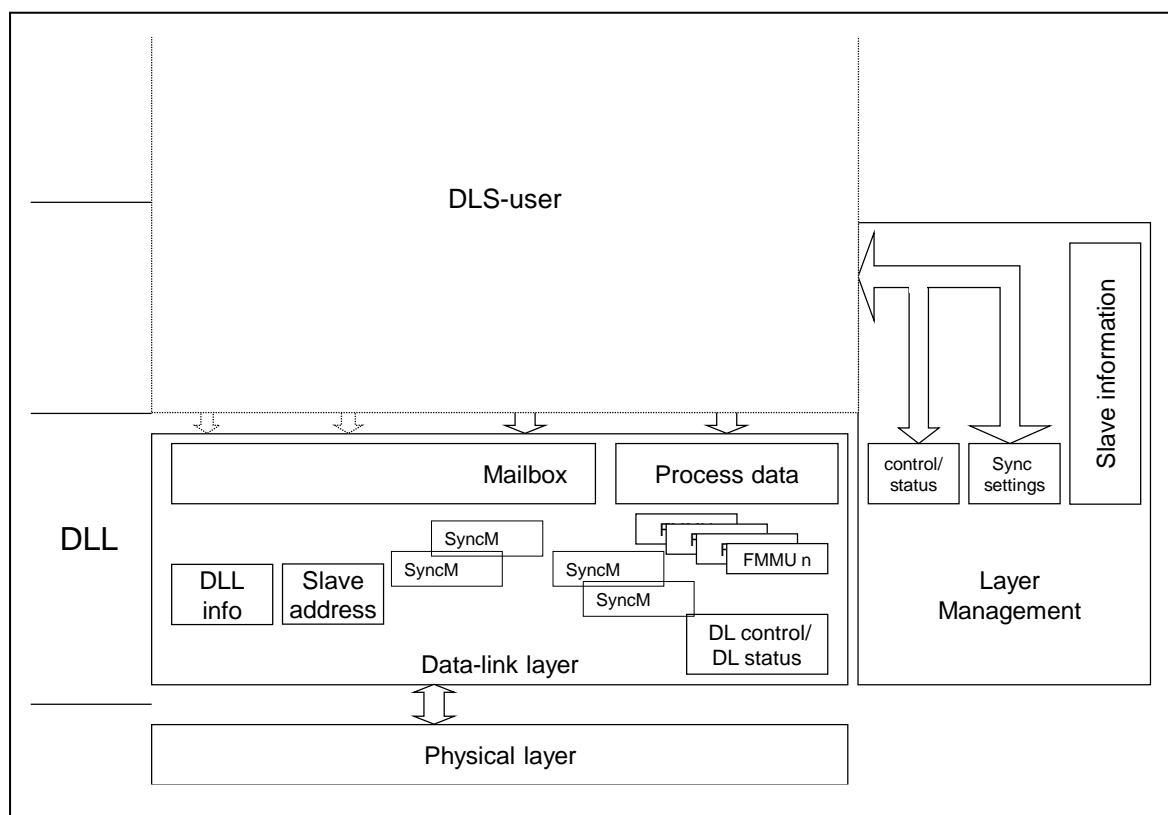 DLS-user
Slave information
control/
status
Sync
settings
Mailbox
Process data
DLL
SyncM
SyncM
SyncM
SyncM
FMMU n
DLL
info
Slave
address
DL control/
DL status
Data-link layer
Layer
Management
Physical layer